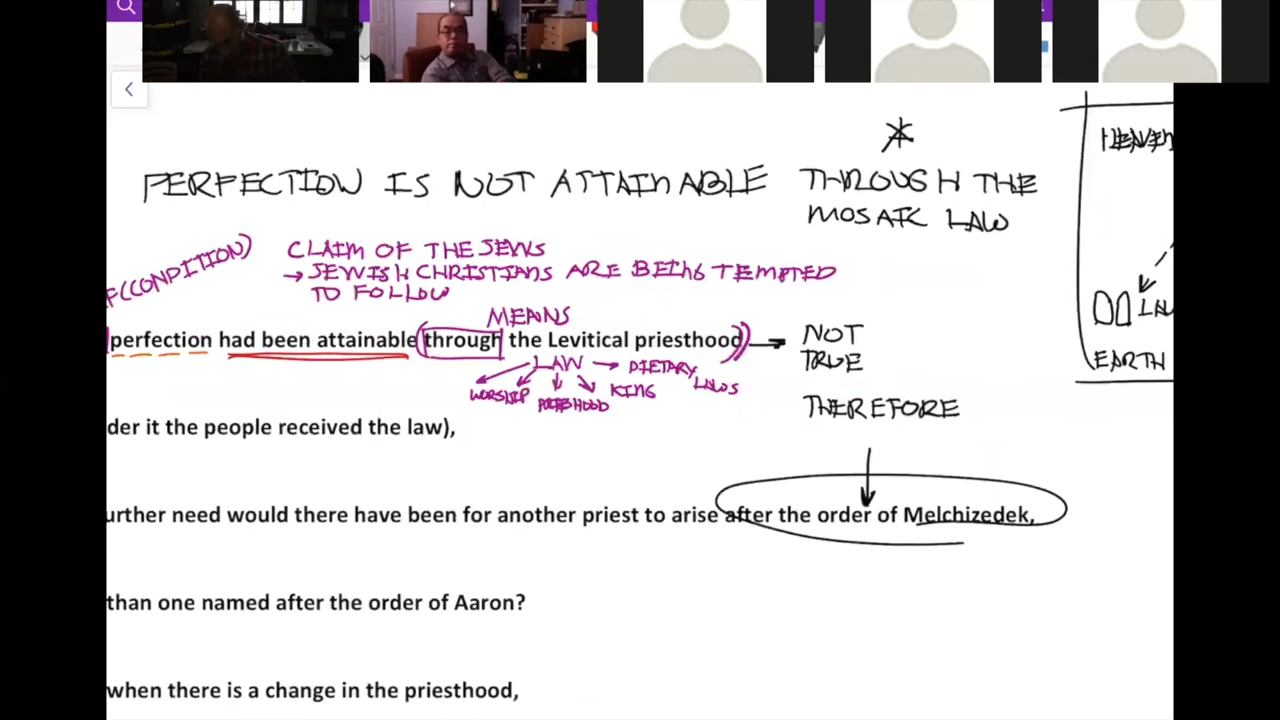 *
HEAVEN
PERFECTION IS NOT ATTAINABLE THROUGH THE
MOSAIC LAW
(CONDITION)
CLAIM OF THE JEWS
→ JEWISH CHRISTIANS ARE BEING TEMPTED
TO FOLLOW
MEANS
perfection had been attainable (through the Levitical priesthood) → NOT
TRUE
LAW → DIETARY
LAWS
WORSHIP PRIESTHOOD KING
EARTH
THEREFORE
der it the people received the law),
urther need would there have been for another priest to arise after the order of Melchizedek,
than one named after the order of Aaron?
when there is a change in the priesthood,